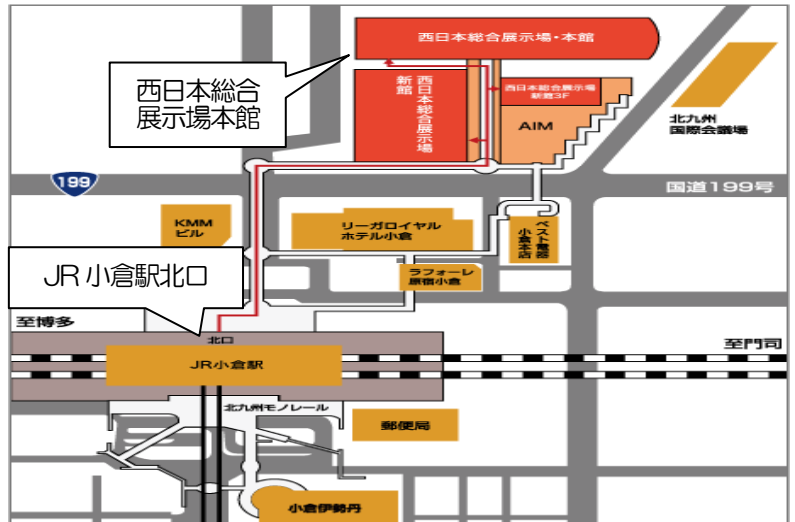 西日本総合展示場・本館
西日本総合
展示場本館
西日本総合展示場
新館
西日本総合展示場
新館3F
AIM
北九州
国際会議場
199
国道199号
KMM
ビル
リーガロイヤル
ホテル小倉
ベスト電器
小倉本店
JR 小倉駅北口
ラフォーレ
原宿小倉
至博多
北口
至門司
JR小倉駅
北九州モノレール
郵便局
小倉伊勢丹